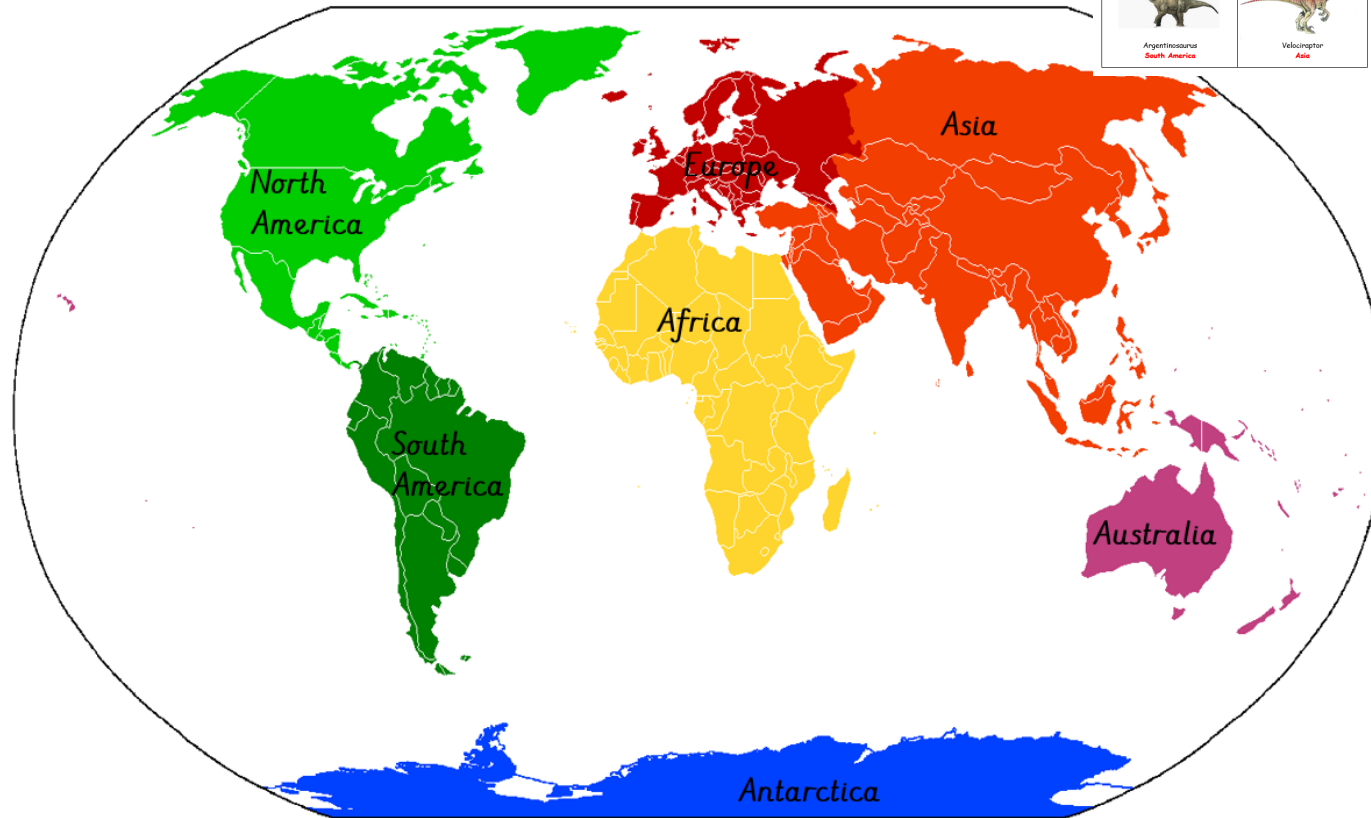 Argentinosaurus
South America
Velociraptor
Asia
Asia
Europe
North
America
Africa
South
America
Australia
Antarctica